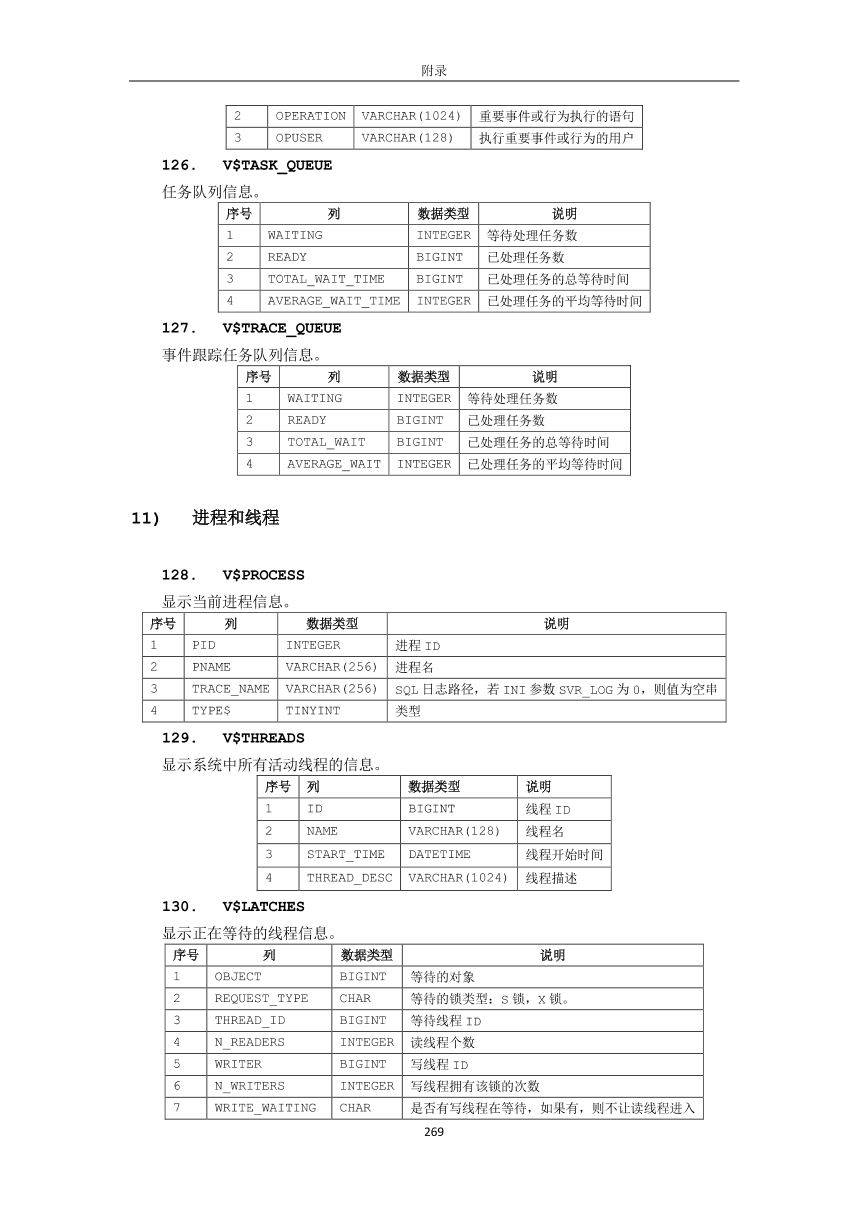 附录
2 OPERATION VARCHAR(1024) 重要事件或行为执行的语句
3 OPUSER VARCHAR(128) 执行重要事件或行为的用户
126. V$TASK_QUEUE
任务队列信息。
序号 列 数据类型 说明
1 WAITING INTEGER 等待处理任务数
2 READY BIGINT 已处理任务数
3 TOTAL_WAIT_TIME BIGINT 已处理任务的总等待时间
4 AVERAGE_WAIT_TIME INTEGER 已处理任务的平均等待时间
127. V$TRACE_QUEUE
事件跟踪任务队列信息。
序号 列 数据类型 说明
1 WAITING INTEGER 等待处理任务数
2 READY BIGINT 已处理任务数
3 TOTAL_WAIT BIGINT 已处理任务的总等待时间
4 AVERAGE_WAIT INTEGER 已处理任务的平均等待时间
11) 进程和线程
128. V$PROCESS
显示当前进程信息。
序号 列 数据类型 说明
1 PID INTEGER 进程 ID
2 PNAME VARCHAR(256) 进程名
3 TRACE_NAME VARCHAR(256) SQL 日志路径，若 INI 参数 SVR_LOG 为 0，则值为空串
4 TYPE$ TINYINT 类型
129. V$THREADS
显示系统中所有活动线程的信息。
序号 列 数据类型 说明
1 ID BIGINT 线程 ID
2 NAME VARCHAR(128) 线程名
3 START_TIME DATETIME 线程开始时间
4 THREAD_DESC VARCHAR(1024) 线程描述
130. V$LATCHES
显示正在等待的线程信息。
序号 列 数据类型 说明
1 OBJECT BIGINT 等待的对象
2 REQUEST_TYPE CHAR 等待的锁类型：S 锁，X 锁。
3 THREAD_ID BIGINT 等待线程 ID
4 N_READERS INTEGER 读线程个数
5 WRITER BIGINT 写线程 ID
6 N_WRITERS INTEGER 写线程拥有该锁的次数
7 WRITE_WAITING CHAR 是否有写线程在等待，如果有，则不让读线程进入
269